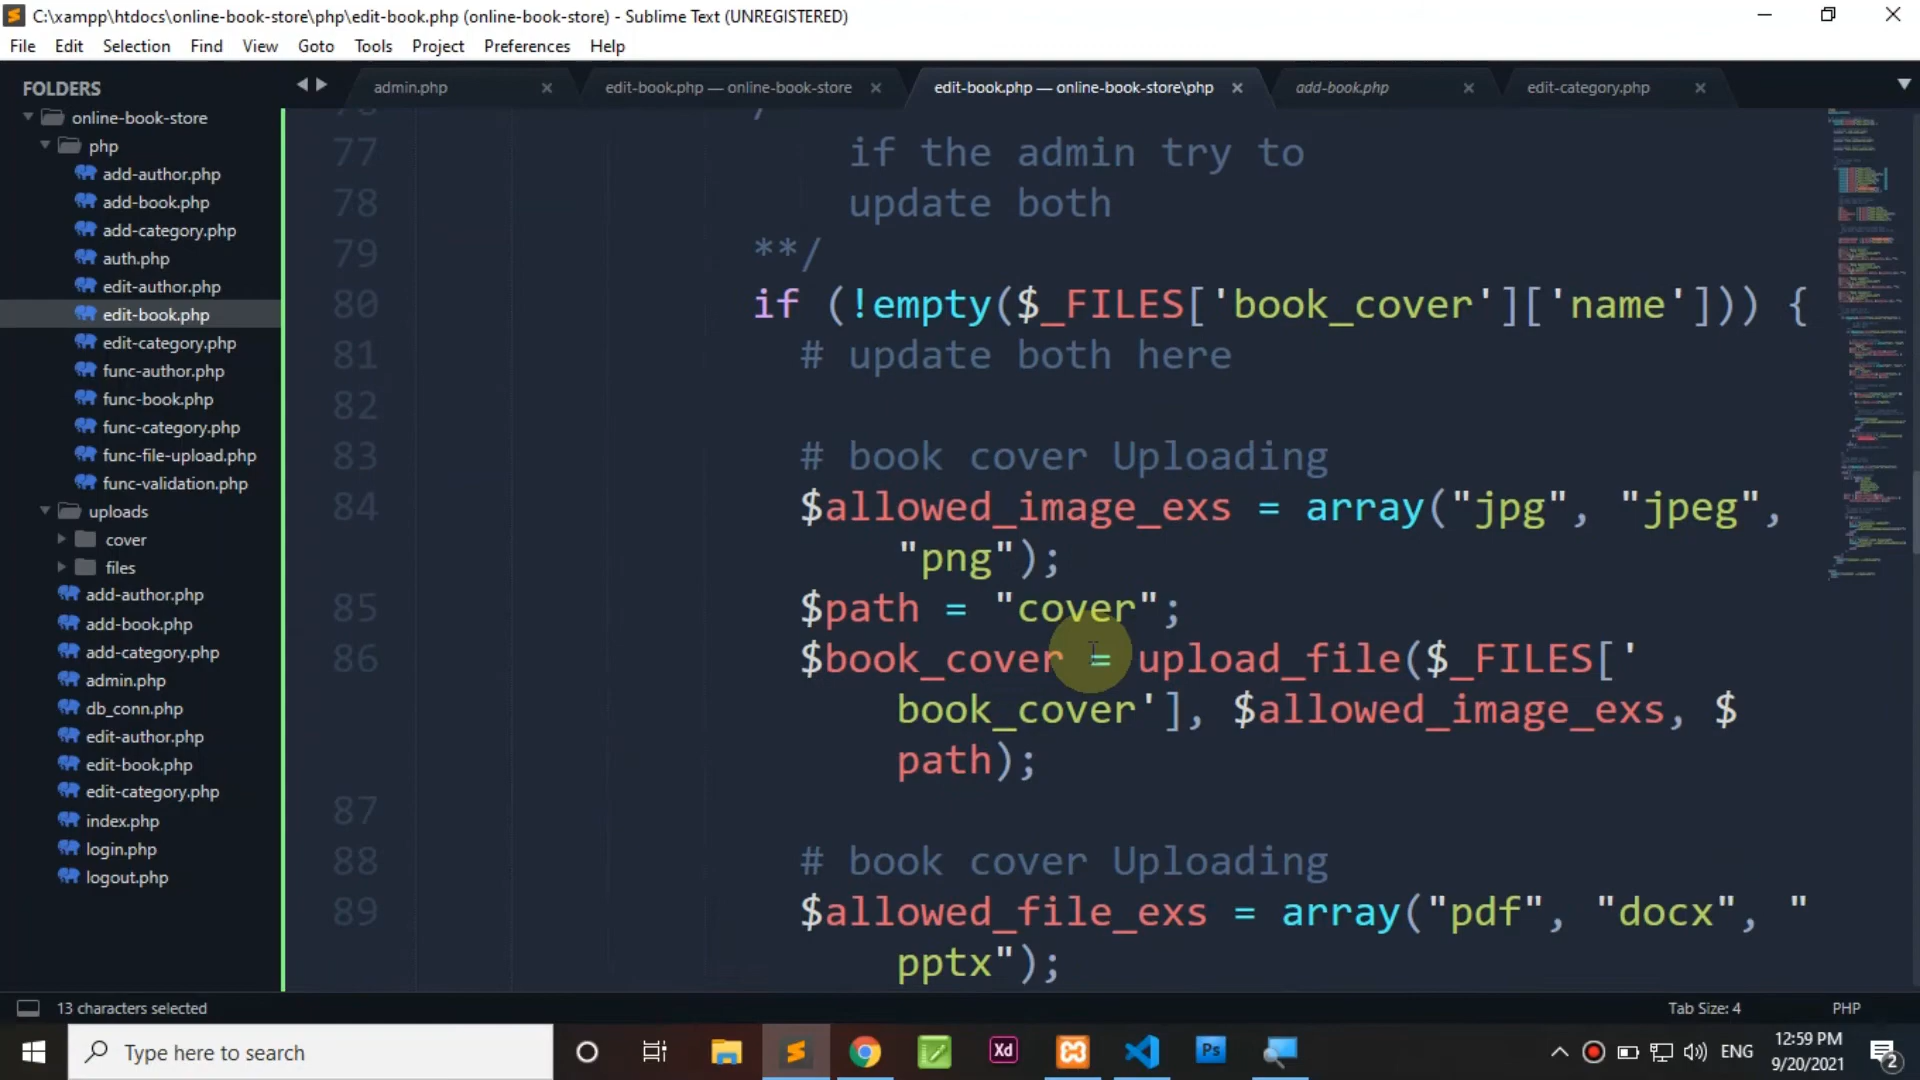 C:\xampp\htdocs\online-book-store\php\edit-book.php (online-book-store) - Sublime Text (UNREGISTERED)
File Edit Selection Find View Goto Tools Project Preferences Help
FOLDERS
online-book-store
php
add-author.php
add-book.php
add-category.php
auth.php
edit-author.php
edit-book.php
edit-category.php
func-author.php
func-book.php
func-category.php
func-file-upload.php
func-validation.php
uploads
cover
files
add-author.php
add-book.php
add-category.php
admin.php
db_conn.php
edit-author.php
edit-book.php
edit-category.php
index.php
login.php
logout.php
admin.php edit-book.php — online-book-store edit-book.php — online-book-store\php add-book.php edit-category.php
77 if the admin try to
78 update both
79 **/
80 if (!empty($_FILES['book_cover']['name'])) {
81 # update both here
82
83 # book cover Uploading
84 $allowed_image_exs = array("jpg", "jpeg",
"png");
85 $path = "cover";
86 $book_cover = upload_file($_FILES['
book_cover'], $allowed_image_exs, $
path);
87
88 # book cover Uploading
89 $allowed_file_exs = array("pdf", "docx", "
pptx");
13 characters selected Tab Size: 4 PHP
Type here to search
Xd
Ps
ENG
12:59 PM
9/20/2021
2